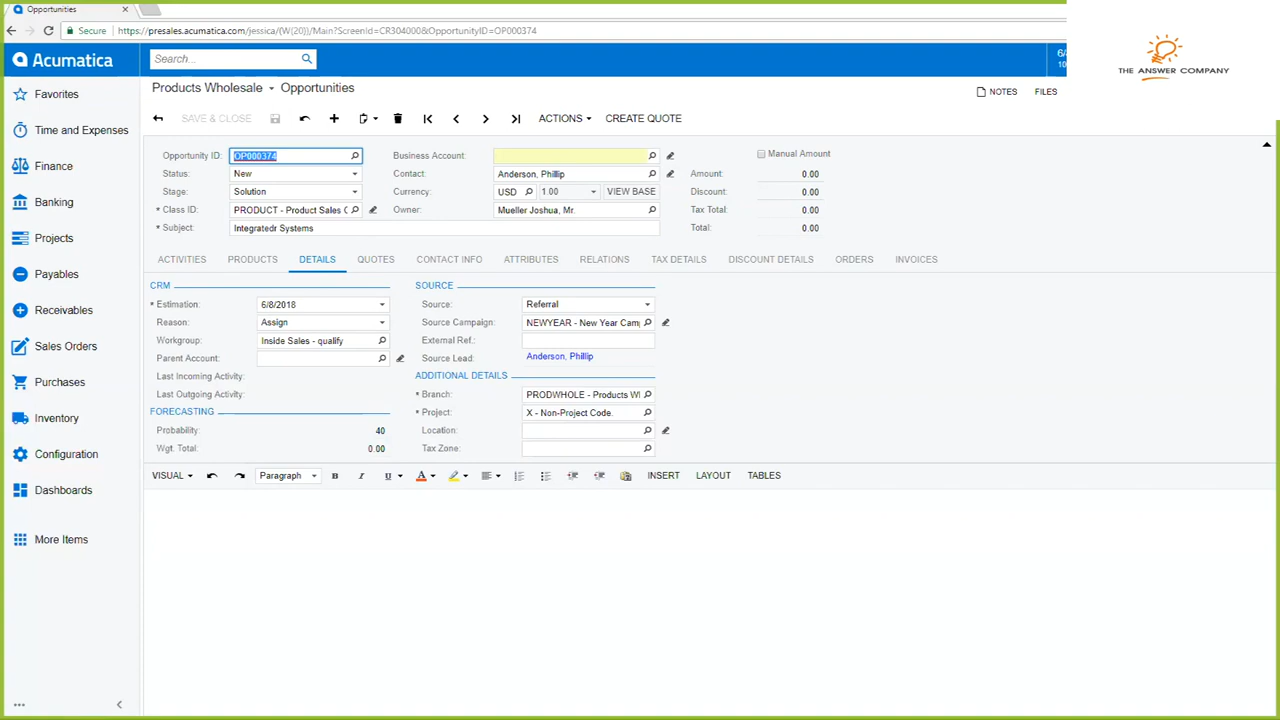 Opportunities
Secure https://presales.acumatica.com/jessica/(W(20))/Main?ScreenId=CR304000&OpportunityID=OP000374
Acumatica
Search...
6/
10
THE ANSWER COMPANY
Products Wholesale Opportunities
NOTES FILES
SAVE & CLOSE ACTIONS CREATE QUOTE
Opportunity ID: OP000374 Business Account: Manual Amount
Status: New Contact: Anderson, Phillip Amount: 0.00
Stage: Solution Currency: USD 1.00 VIEW BASE Discount: 0.00
* Class ID: PRODUCT - Product Sales C Owner: Mueller Joshua, Mr. Tax Total: 0.00
* Subject: Integratedr Systems Total: 0.00
ACTIVITIES PRODUCTS DETAILS QUOTES CONTACT INFO ATTRIBUTES RELATIONS TAX DETAILS DISCOUNT DETAILS ORDERS INVOICES
CRM SOURCE
* Estimation: 6/8/2018 Source: Referral
Reason: Assign Source Campaign: NEWYEAR - New Year Camp
Workgroup: Inside Sales - qualify External Ref.:
Parent Account: Source Lead: Anderson, Phillip
Last Incoming Activity: ADDITIONAL DETAILS
Last Outgoing Activity: * Branch: PRODWHOLE - Products Wh
FORECASTING * Project: X - Non-Project Code.
Probability: 40 Location:
Wgt. Total: 0.00 Tax Zone:
VISUAL Paragraph B I U A INSERT LAYOUT TABLES
Favorites
Time and Expenses
Finance
Banking
Projects
Payables
Receivables
Sales Orders
Purchases
Inventory
Configuration
Dashboards
More Items